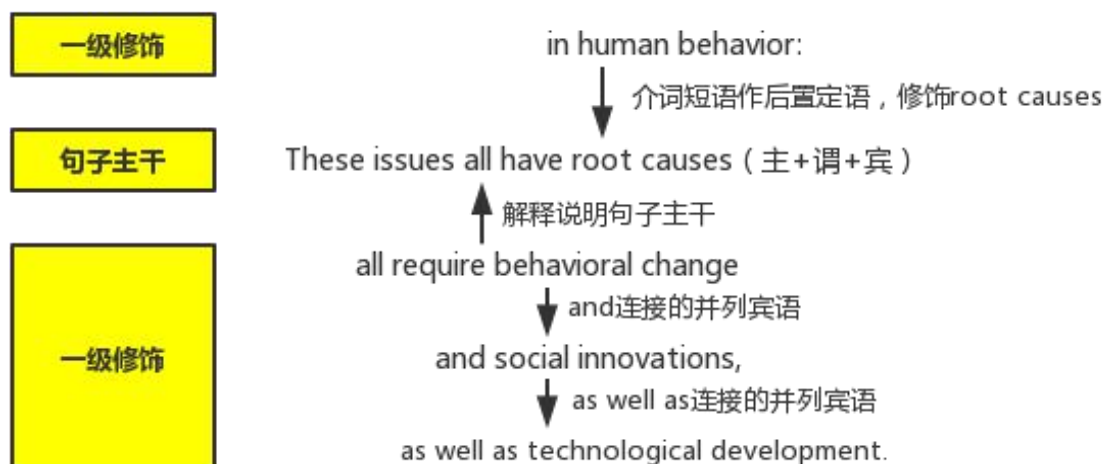 一级修饰
in human behavior:
介词短语作后置定语，修饰root causes
句子主干
These issues all have root causes（主+谓+宾）
解释说明句子主干
all require behavioral change
and连接的并列宾语
一级修饰
and social innovations,
as well as连接的并列宾语
as well as technological development.